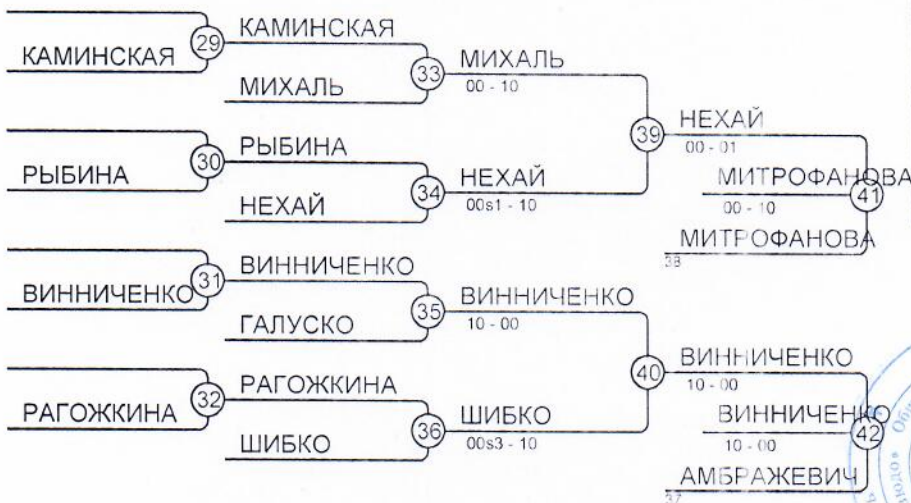 КАМИНСКАЯ
29
КАМИНСКАЯ
МИХАЛЬ
33
МИХАЛЬ
00 - 10
39
НЕХАЙ
00 - 01
РЫБИНА
30
РЫБИНА
НЕХАЙ
34
НЕХАЙ
00s1 - 10
МИТРОФАНОВА
41
00 - 10
МИТРОФАНОВА
38
ВИННИЧЕНКО
31
ВИННИЧЕНКО
ГАЛУСКО
35
ВИННИЧЕНКО
10 - 00
40
ВИННИЧЕНКО
10 - 00
РАГОЖКИНА
32
РАГОЖКИНА
ШИБКО
36
ШИБКО
00s3 - 10
ВИННИЧЕНКО
42
10 - 00
АМБРАЖЕВИЧ
37